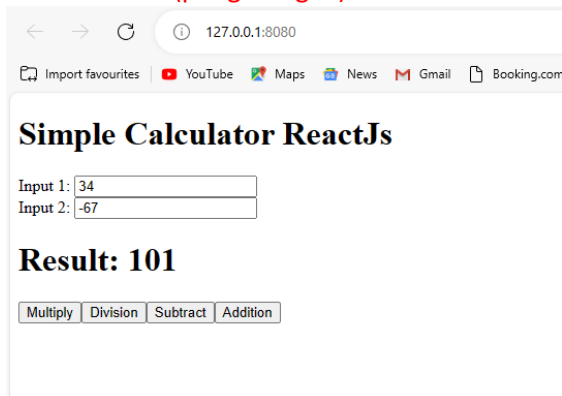 127.0.0.1:8080
Import favourites YouTube Maps News Gmail Booking.com
Simple Calculator ReactJs
Input 1: 34
Input 2: -67
Result: 101
Multiply Division Subtract Addition